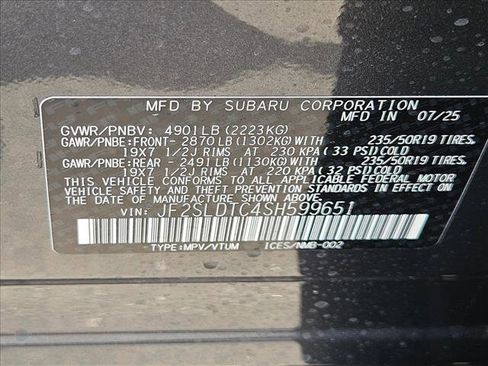 MFD BY SUBARU CORPORATION
GVWR/PNBV: 4901LB (2223KG) IN 07/25
GAWR/PNBE:FRONT- 2870LB (1302KG)WITH 235/50R19 TIRES.
19X7 1/2J RIMS AT 230 KPA (33 PSI)COLD
GAWR/PNBE:REAR - 2491LB (1130KG)WITH 235/50R19 TIRES.
19X7 1/2J RIMS AT 220 KPA (32 PSI)COLD
THIS VEHICLE CONFORMS TO ALL APPLICABLE FEDERAL MOTOR
VEHICLE SAFETY AND THEFT PREVENTION STANDARDS IN EFFECT ON
THE DATE OF MANUFACTURE SHOWN ABOVE.
VIN: JF2SLDTC4SH599651
TYPE:MPV/VTUM ICES/NMB-002